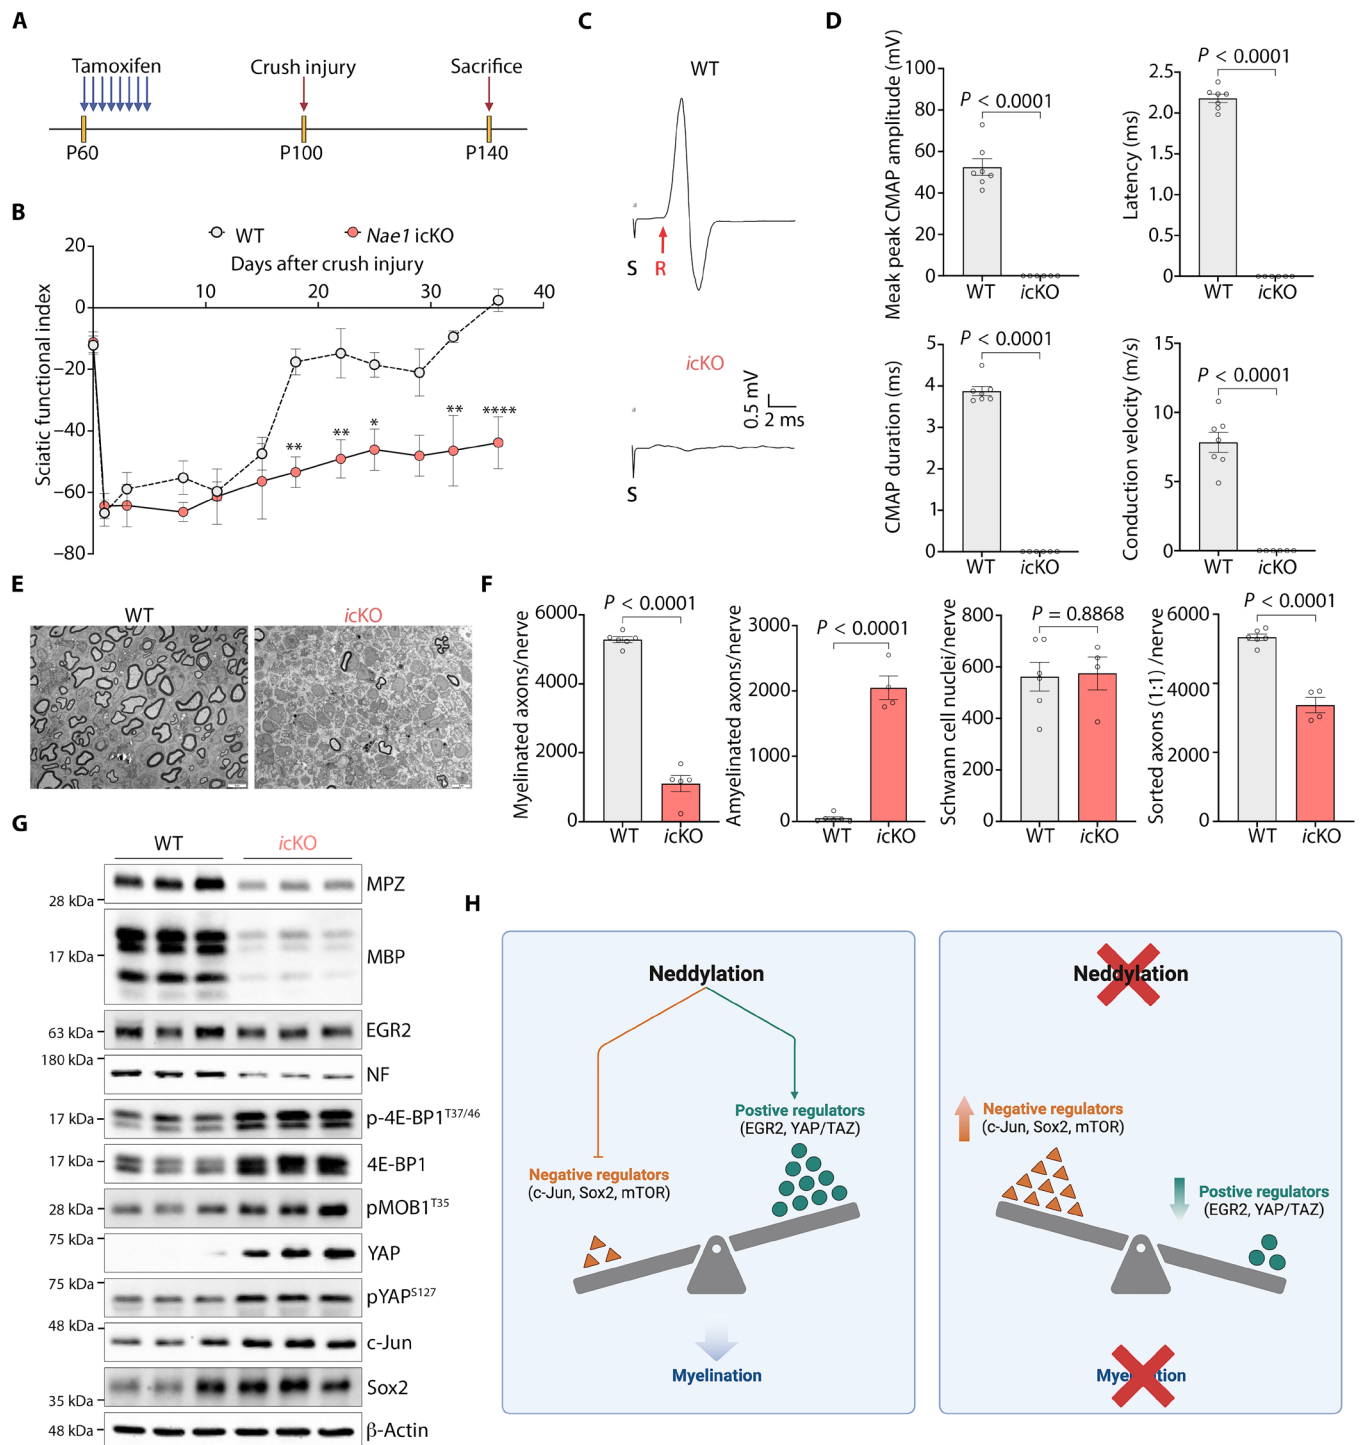 A
Tamoxifen
Crush injury
Sacrifice
P60
P100
P140
B
WT
Nae1 icKO
Days after crush injury
20
10
20
30
40
0
−20
−40
−60
−80
Sciatic functional index
**
**
*
**
****
C
WT
S
R
icKO
0.5 mV
2 ms
S
D
Meak peak CMAP amplitude (mV)
100
80
60
40
20
0
P < 0.0001
WT
icKO
Latency (ms)
2.5
2.0
1.5
1.0
0.5
0
P < 0.0001
WT
icKO
CMAP duration (ms)
5
4
3
2
1
0
P < 0.0001
WT
icKO
Conduction velocity (m/s)
15
10
5
0
P < 0.0001
WT
icKO
E
WT
icKO
F
Myelinated axons/nerve
6000
4000
2000
0
P < 0.0001
WT
icKO
Amyelinated axons/nerve
3000
2000
1000
0
P < 0.0001
WT
icKO
Schwann cell nuclei/nerve
800
600
400
200
0
P = 0.8868
WT
icKO
Sorted axons (1:1) /nerve
6000
4000
2000
0
P < 0.0001
WT
icKO
G
WT
icKO
28 kDa
MPZ
17 kDa
MBP
63 kDa
EGR2
180 kDa
NF
17 kDa
p-4E-BP1T37/46
17 kDa
4E-BP1
28 kDa
pMOB1T35
75 kDa
YAP
75 kDa
pYAPS127
48 kDa
c-Jun
35 kDa
Sox2
48 kDa
β-Actin
H
Neddylation
Postive regulators
(EGR2, YAP/TAZ)
Negative regulators
(c-Jun, Sox2, mTOR)
Myelination
Neddylation
Negative regulators
(c-Jun, Sox2, mTOR)
Postive regulators
(EGR2, YAP/TAZ)
Myelination